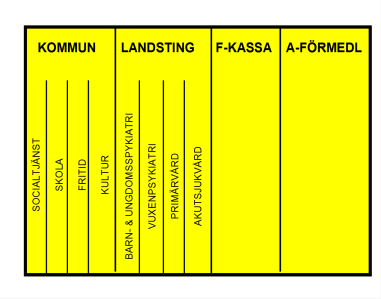 KOMMUN
LANDSTING
F-KASSA
A-FÖRMEDL
SOCIALTJÄNST
SKOLA
FRITID
KULTUR
BARN- & UNGDOMSSPYKIATRI
VUXENPSYKIATRI
PRIMÄRVÅRD
AKUTSJUKVÅRD